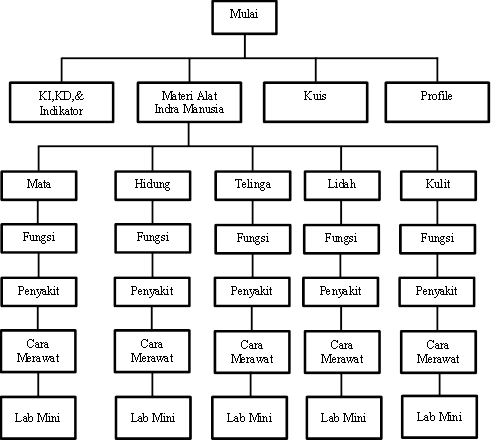 Mulai
KI,KD,&
Indikator
Materi Alat
Indra Manusia
Kuis
Profile
Mata
Hidung
Telinga
Lidah
Kulit
Fungsi
Fungsi
Fungsi
Fungsi
Fungsi
Penyakit
Penyakit
Penyakit
Penyakit
Penyakit
Cara
Merawat
Cara
Merawat
Cara
Merawat
Cara
Merawat
Cara
Merawat
Lab Mini
Lab Mini
Lab Mini
Lab Mini
Lab Mini